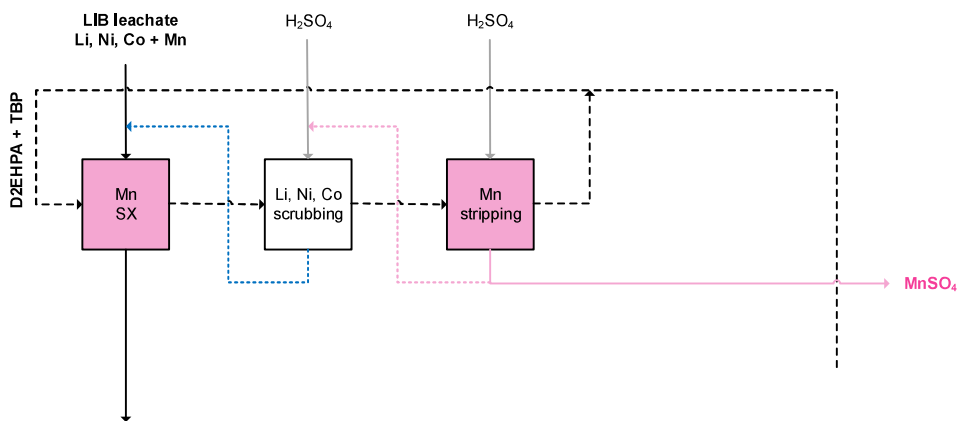 LIB leachate
Li, Ni, Co + Mn
H₂SO₄
H₂SO₄
D2EHPA + TBP
Mn
SX
Li, Ni, Co
scrubbing
Mn
stripping
MnSO₄